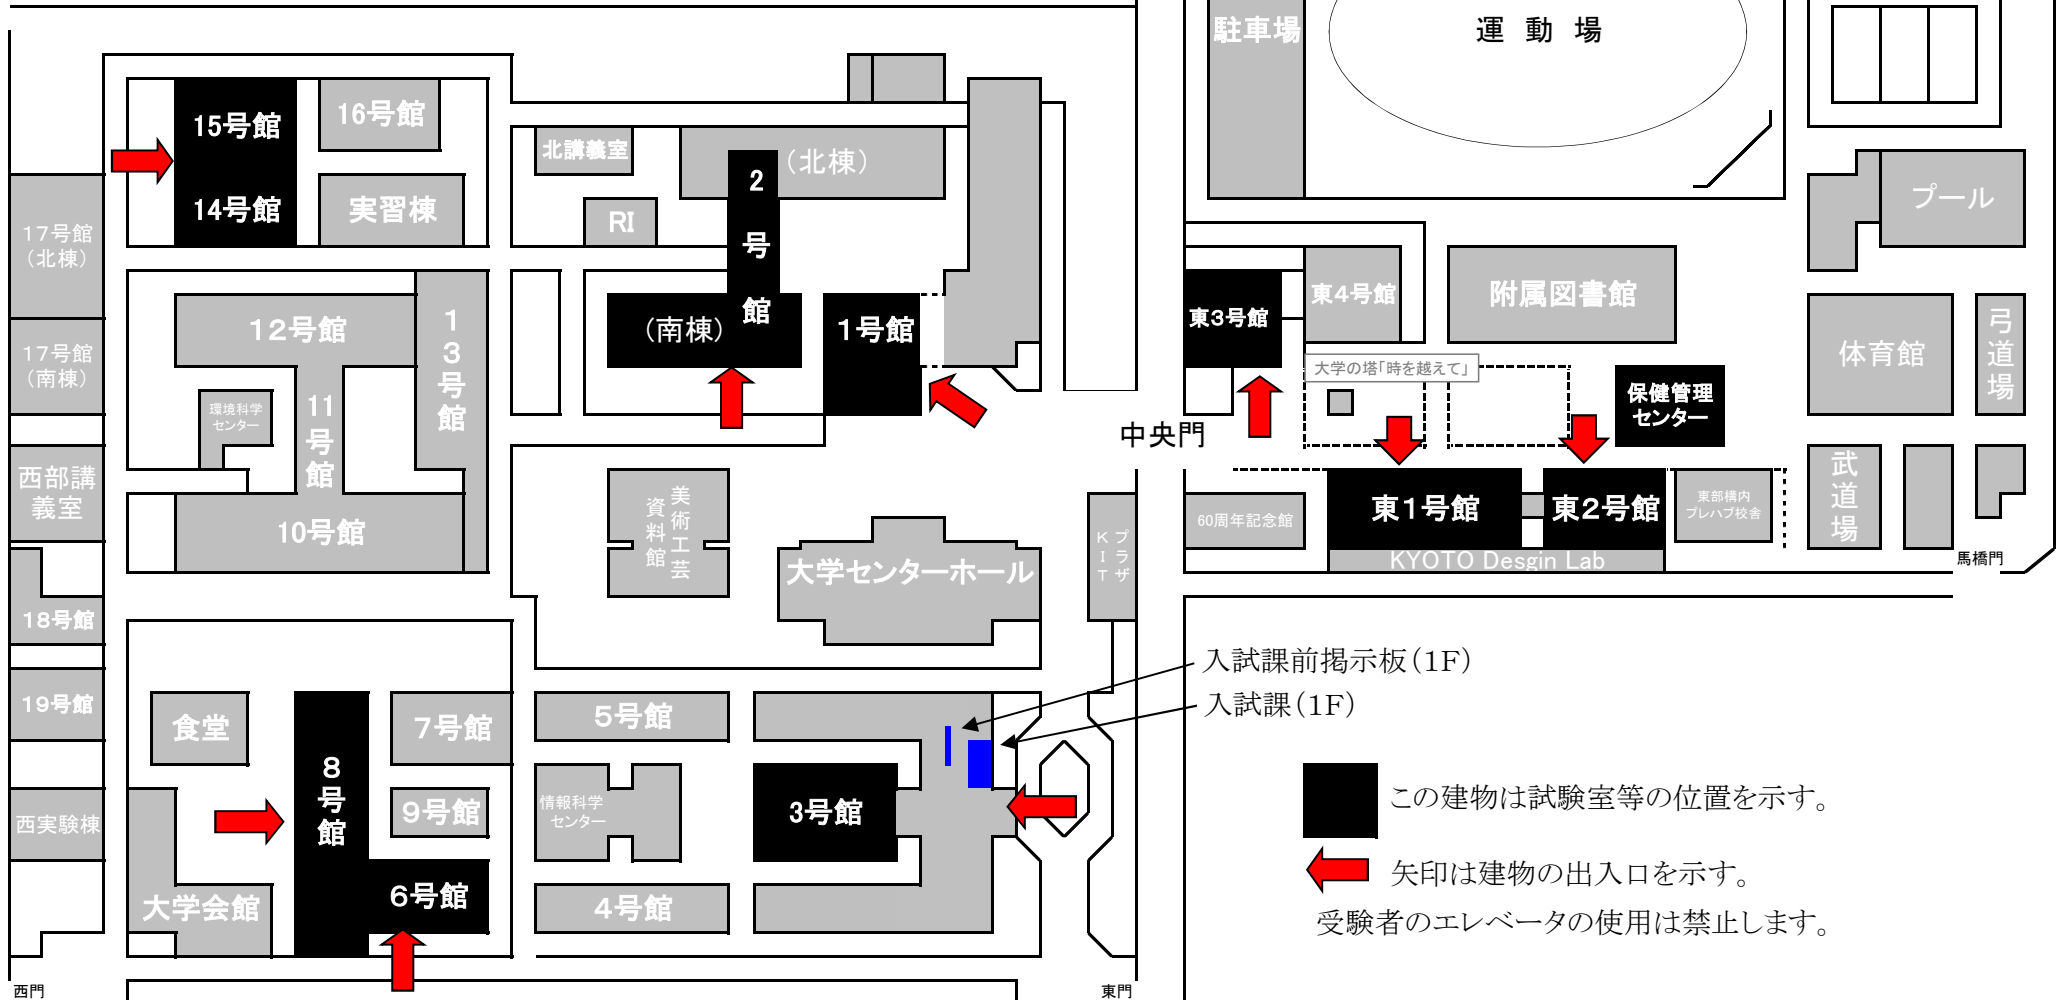 駐車場
運 動 場
15号館
14号館
16号館
実習棟
北講義室
RI
2号館
（北棟）
（南棟）
1号館
17号館
（北棟）
17号館
（南棟）
12号館
13号館
11号館
環境科学
センター
10号館
西部講
義室
18号館
19号館
西実験棟
美術工芸
資料館
大学センターホール
プラザ
KIT
中央門
東3号館
東4号館
附属図書館
大学の塔「時を越えて」
保健管理
センター
プール
体育館
弓道場
武道場
60周年記念館
東1号館
東2号館
東部構内
プレハブ校舎
KYOTO Desgin Lab
馬橋門
食堂
8号館
7号館
9号館
6号館
大学会館
5号館
情報科学
センター
4号館
3号館
入試課前掲示板（1F）
入試課（1F）
この建物は試験室等の位置を示す。
矢印は建物の出入口を示す。
受験者のエレベータの使用は禁止します。
西門
東門